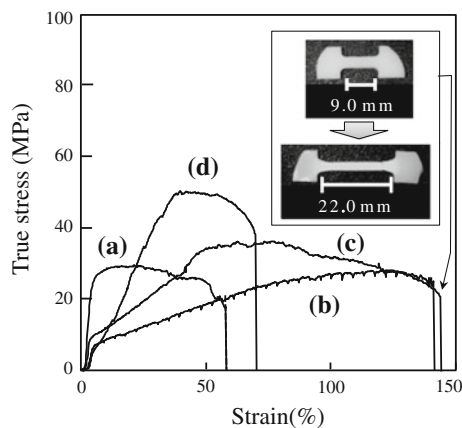 100
80
60
40
20
0
True stress (MPa)
0
50
100
150
Strain(%)
(a)
(b)
(c)
(d)
9.0 mm
22.0 mm